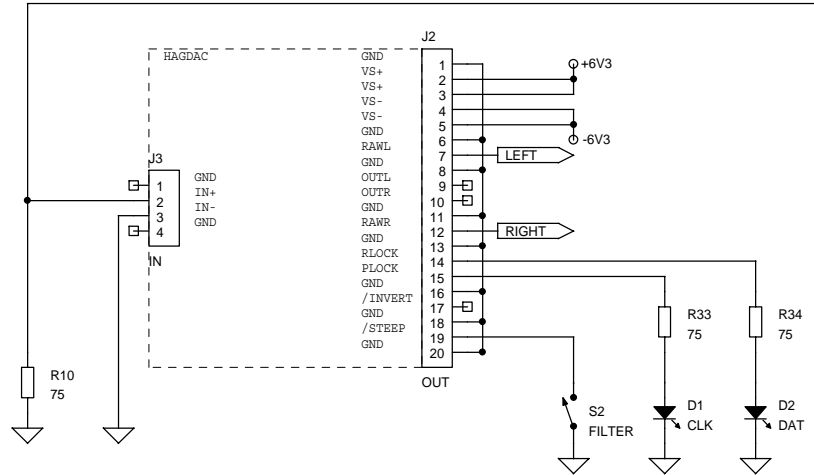 J2
HAGDAC
GND
VS+
VS+
VS-
VS-
GND
RAWL
GND
OUTL
OUTR
GND
RAWR
GND
RLOCK
PLOCK
GND
/INVERT
GND
/STEEP
GND
1
2
3
4
5
6
7
8
9
10
11
12
13
14
15
16
17
18
19
20
OUT
+6V3
-6V3
LEFT
RIGHT
J3
1
2
3
4
GND
IN+
IN-
GND
IN
R10
75
R33
75
R34
75
S2
FILTER
D1
CLK
D2
DAT